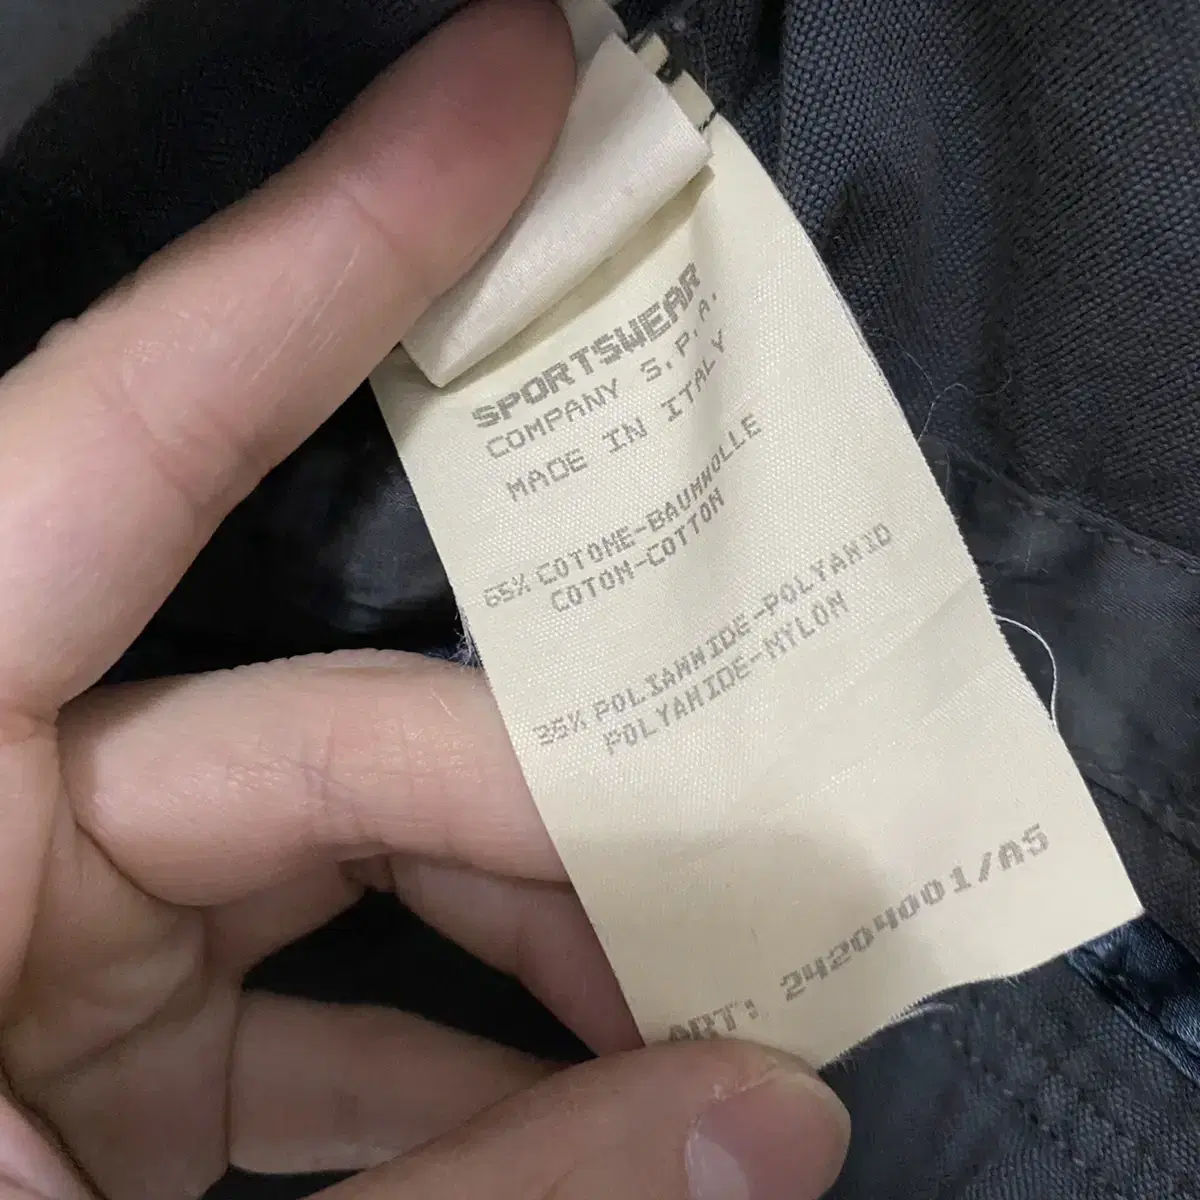 SPORTSWEAR
COMPANY S.P.A.
MADE IN ITALY
65% COTONE-BAUMWOLLE
COTON-COTTON
35% POLIAMMIDE-POLYAMID
POLYAMIDE-NYLON
ART: 24204001/A5